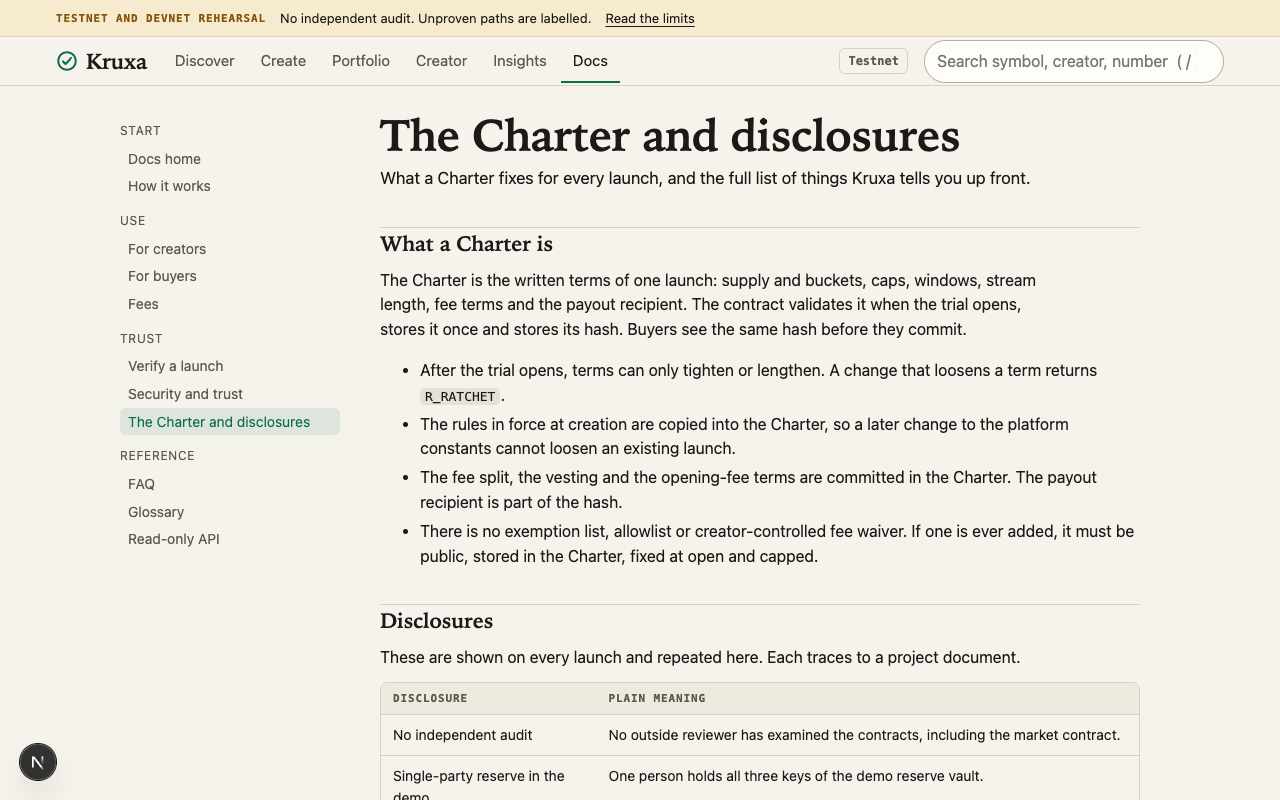 TESTNET AND DEVNET REHEARSAL No independent audit. Unproven paths are labelled. Read the limits
Kruxa Discover Create Portfolio Creator Insights Docs Testnet Search symbol, creator, number ( /
START
Docs home
How it works
USE
For creators
For buyers
Fees
TRUST
Verify a launch
Security and trust
The Charter and disclosures
REFERENCE
FAQ
Glossary
Read-only API
The Charter and disclosures
What a Charter fixes for every launch, and the full list of things Kruxa tells you up front.
What a Charter is
The Charter is the written terms of one launch: supply and buckets, caps, windows, stream
length, fee terms and the payout recipient. The contract validates it when the trial opens,
stores it once and stores its hash. Buyers see the same hash before they commit.
• After the trial opens, terms can only tighten or lengthen. A change that loosens a term returns
R_RATCHET.
• The rules in force at creation are copied into the Charter, so a later change to the platform
constants cannot loosen an existing launch.
• The fee split, the vesting and the opening-fee terms are committed in the Charter. The payout
recipient is part of the hash.
• There is no exemption list, allowlist or creator-controlled fee waiver. If one is ever added, it must be
public, stored in the Charter, fixed at open and capped.
Disclosures
These are shown on every launch and repeated here. Each traces to a project document.
DISCLOSURE PLAIN MEANING
No independent audit No outside reviewer has examined the contracts, including the market contract.
Single-party reserve in the One person holds all three keys of the demo reserve vault.
demo
N